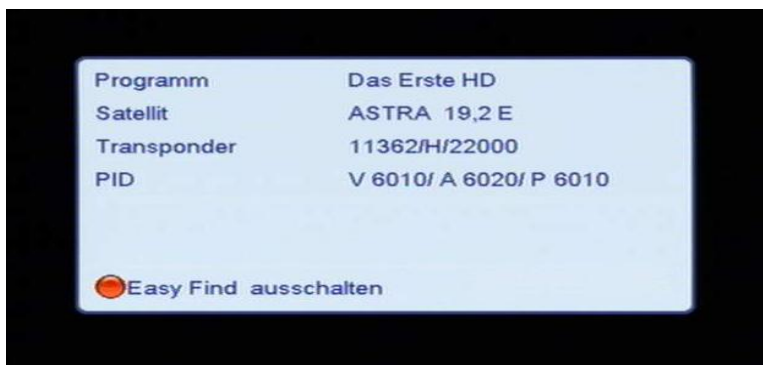 Programm Das Erste HD
Satellit ASTRA 19,2 E
Transponder 11362/H/22000
PID V 6010/ A 6020/ P 6010
Easy Find ausschalten